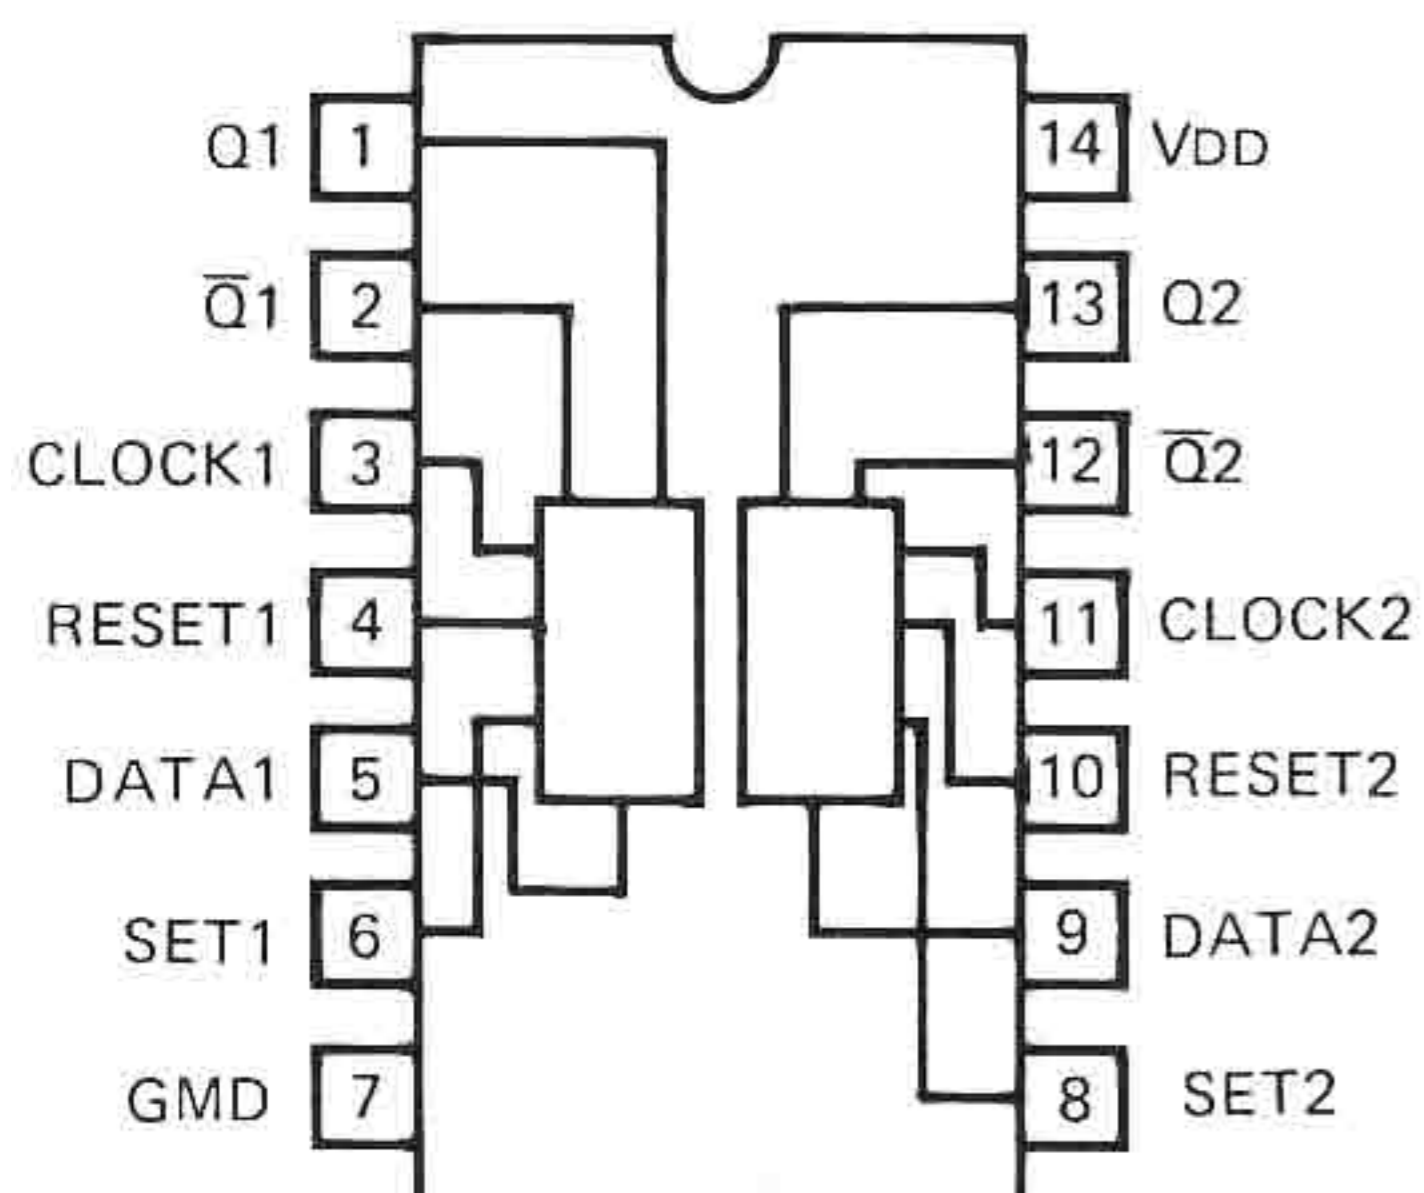 Q1 1 14 VDD
Q̅1 2 13 Q2
CLOCK1 3 12 Q̅2
RESET1 4 11 CLOCK2
DATA1 5 10 RESET2
SET1 6 9 DATA2
GMD 7 8 SET2